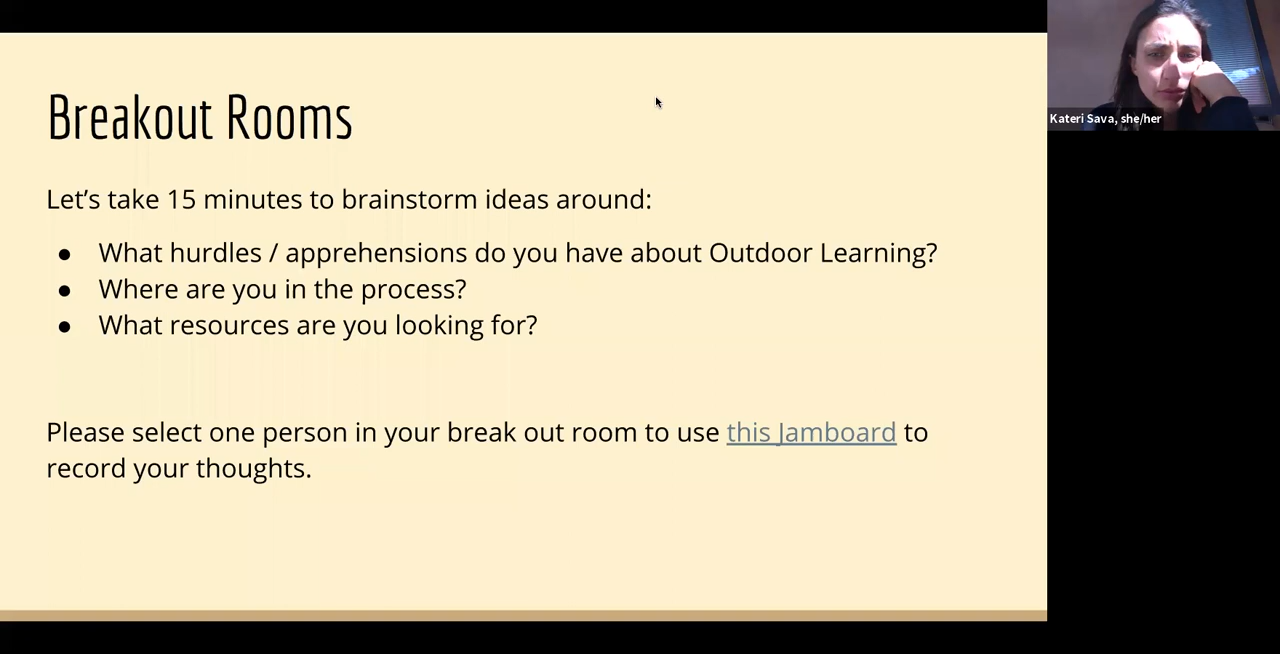 Breakout Rooms
Let’s take 15 minutes to brainstorm ideas around:
● What hurdles / apprehensions do you have about Outdoor Learning?
● Where are you in the process?
● What resources are you looking for?
Please select one person in your break out room to use this Jamboard to
record your thoughts.
Kateri Sava, she/her